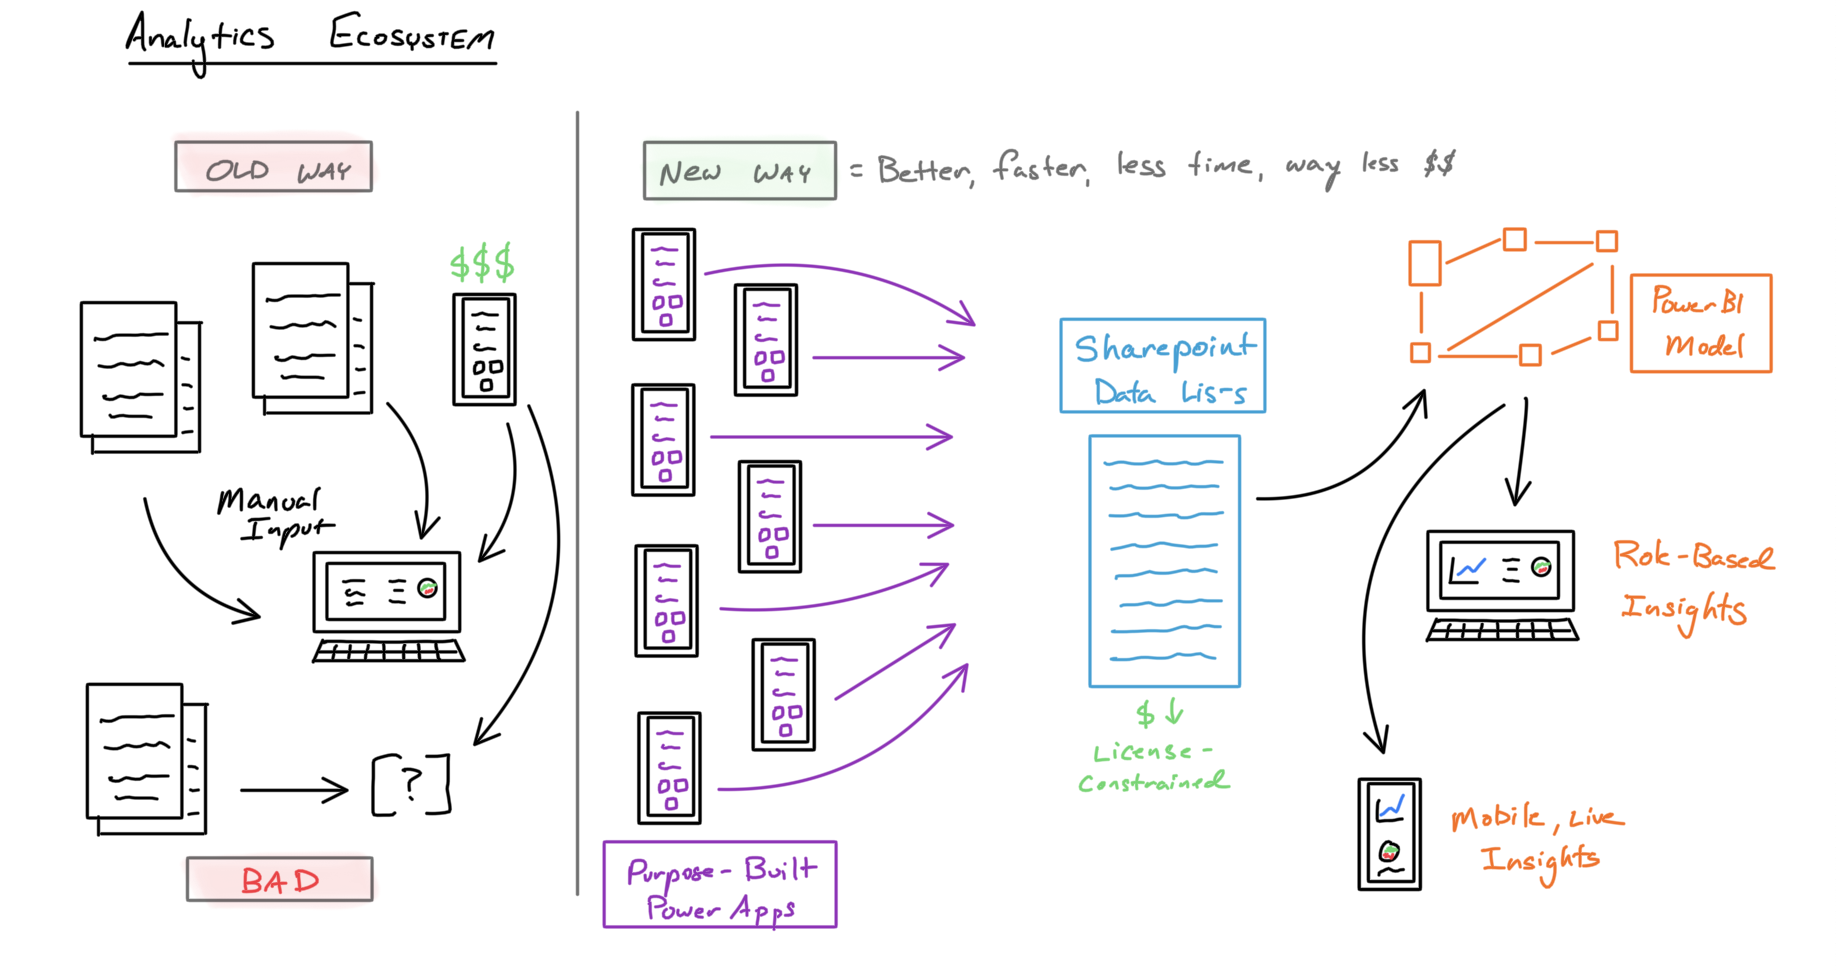 Analytics Ecosystem
OLD WAY
$$$
Manual
Input
[?]
BAD
New Way = Better, faster, less time, way less $$
Purpose-Built
Power Apps
Sharepoint
Data Lis-s
$↓
License-
Constrained
Power BI
Model
Role-Based
Insights
Mobile, Live
Insights